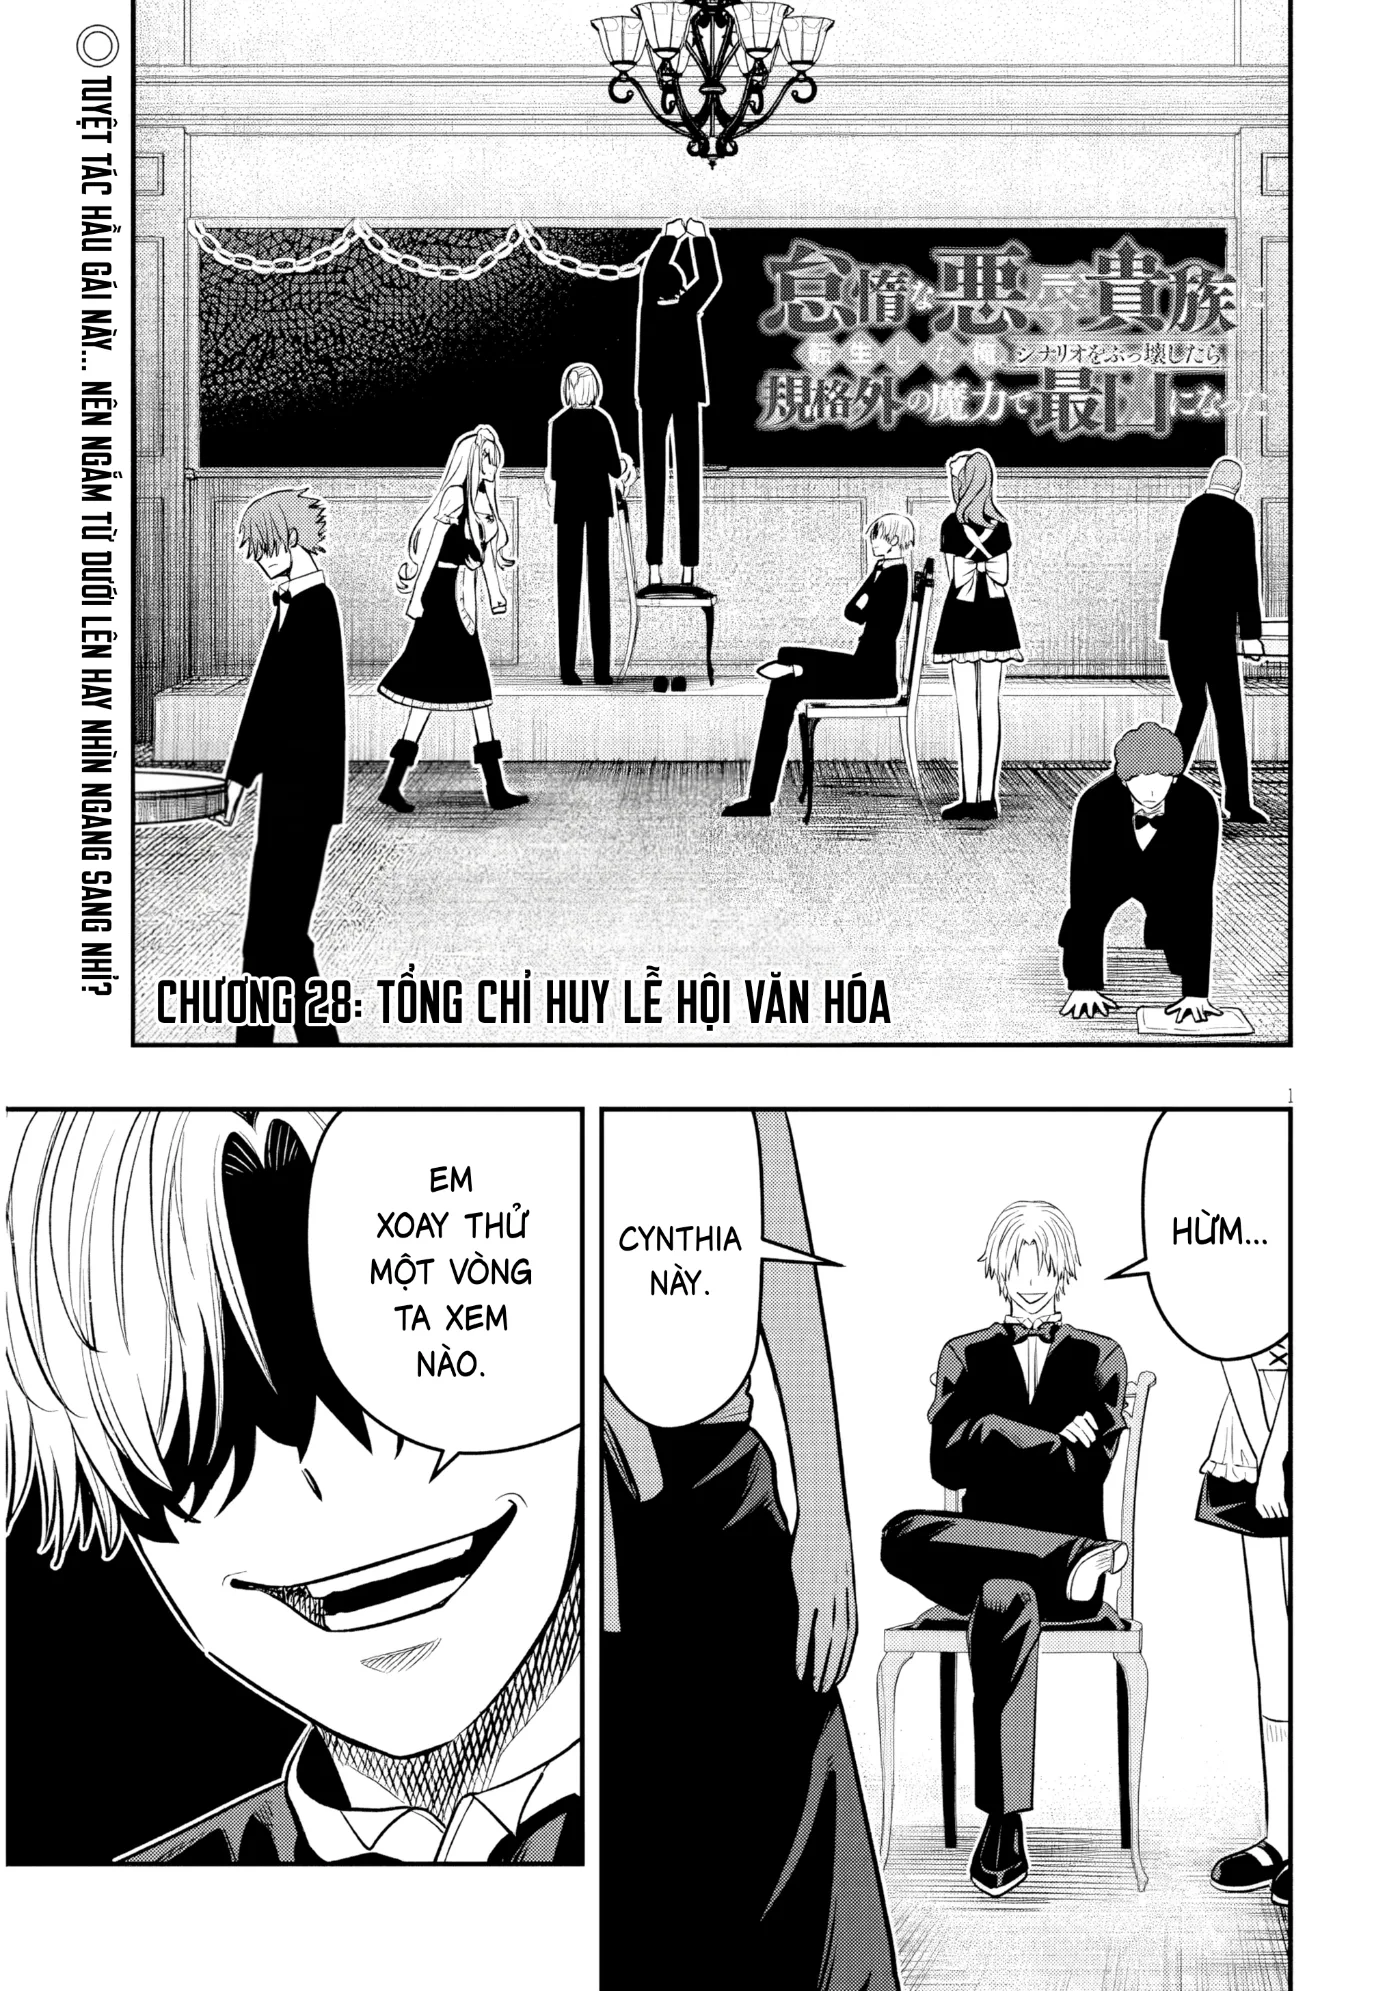 ◎ TUYỆT TÁC HẦU GÁI NÀY... NÊN NGẮM TỪ DƯỚI LÊN HAY NHÌN NGANG SANG NHỈ?
怠惰な悪辱貴族に
転生した俺、シナリオをぶっ壊したら
規格外の魔力で最凶になった
CHƯƠNG 28: TỔNG CHỈ HUY LỄ HỘI VĂN HÓA
1
HỪM...
CYNTHIA
NÀY.
EM
XOAY THỬ
MỘT VÒNG
TA XEM
NÀO.